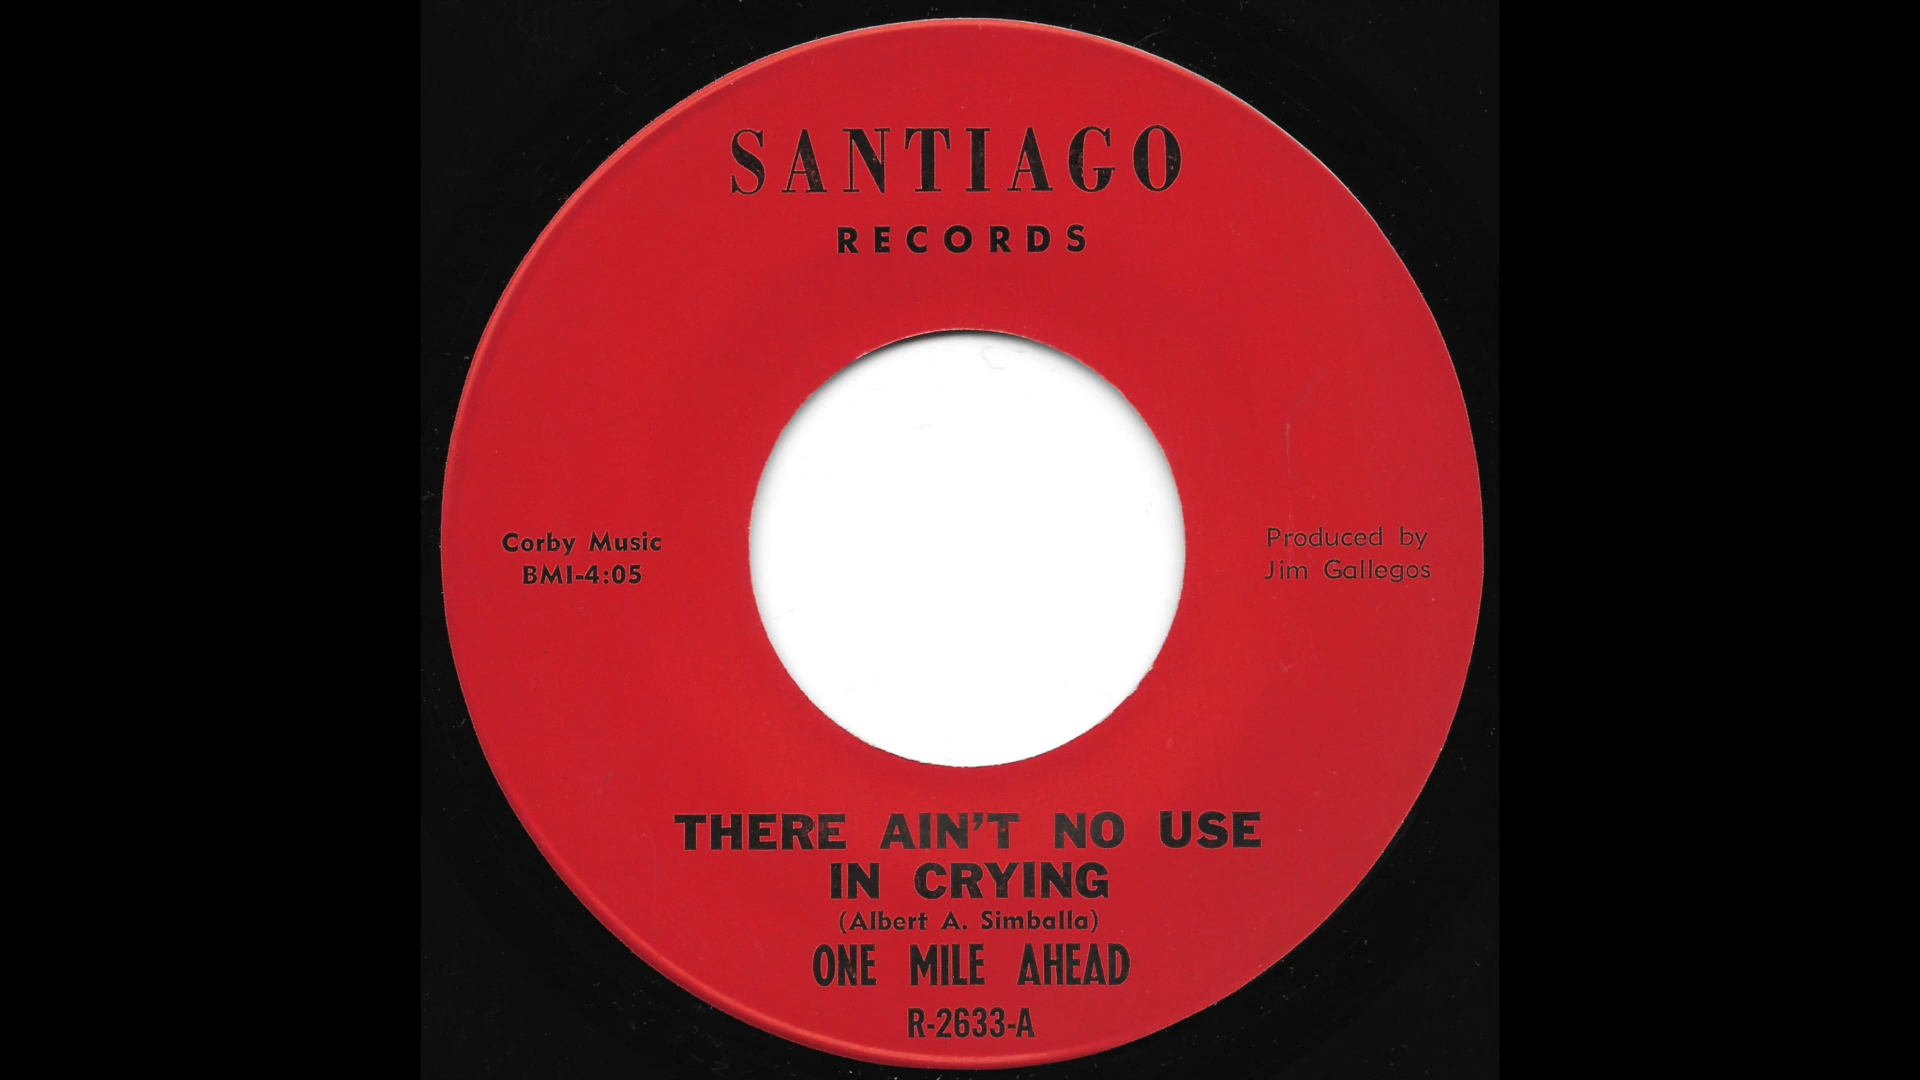 SANTIAGO
RECORDS
Corby Music
BMI-4:05
Produced by
Jim Gallegos
THERE AIN'T NO USE
IN CRYING
(Albert A. Simballa)
ONE MILE AHEAD
R-2633-A